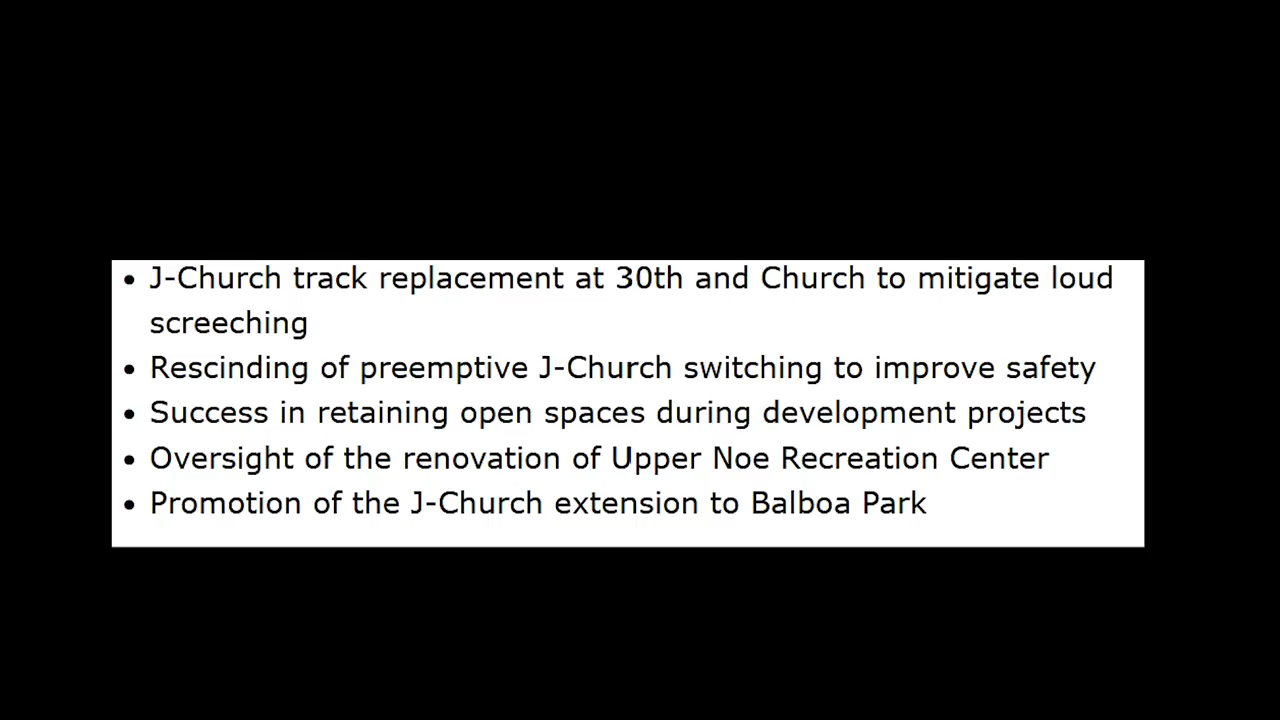 • J-Church track replacement at 30th and Church to mitigate loud
screeching
• Rescinding of preemptive J-Church switching to improve safety
• Success in retaining open spaces during development projects
• Oversight of the renovation of Upper Noe Recreation Center
• Promotion of the J-Church extension to Balboa Park